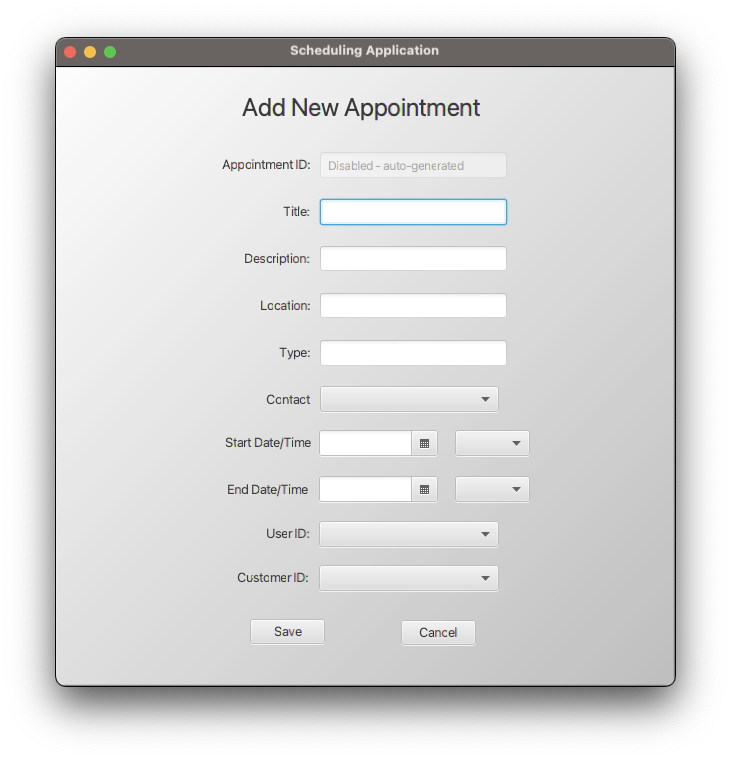 Scheduling Application
Add New Appointment
Appointment ID: Disabled - auto-generated
Title:
Description:
Location:
Type:
Contact
Start Date/Time
End Date/Time
User ID:
Customer ID:
Save Cancel